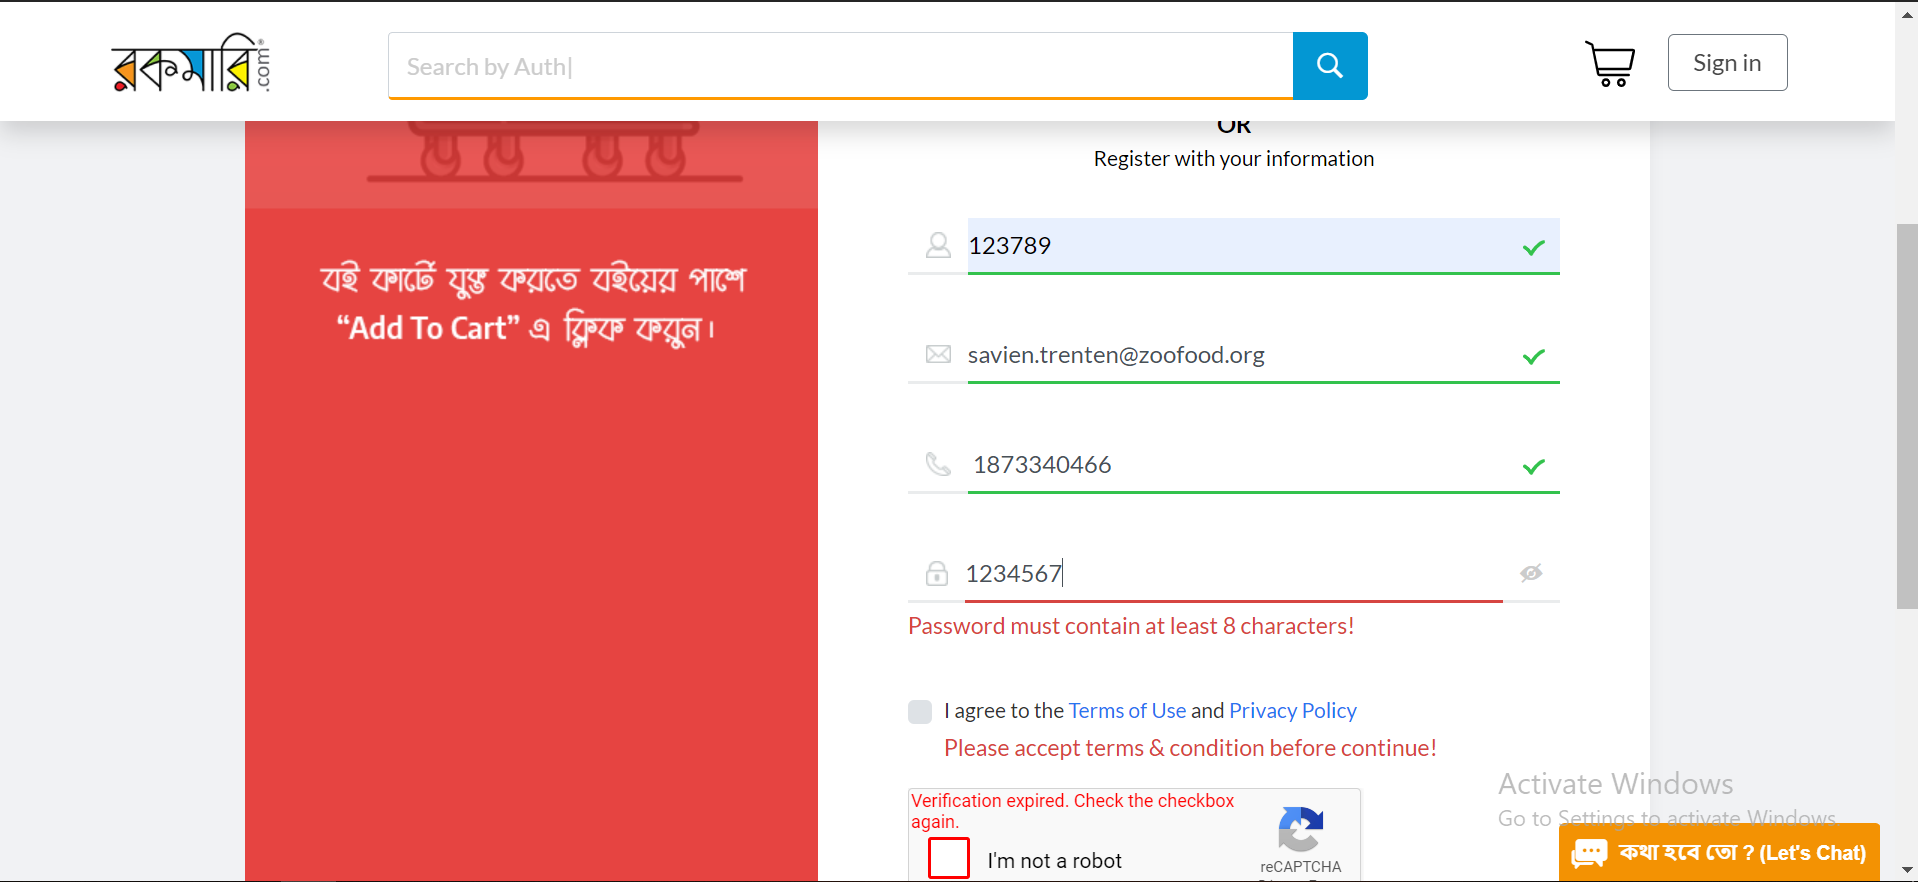 রকমারি.com
Search by Auth
Sign in
OR
Register with your information
123789
বই কার্টে যুক্ত করতে বইয়ের পাশে
“Add To Cart” এ ক্লিক করুন।
savien.trenten@zoofood.org
1873340466
1234567
Password must contain at least 8 characters!
I agree to the Terms of Use and Privacy Policy
Please accept terms & condition before continue!
Verification expired. Check the checkbox
again.
I'm not a robot
reCAPTCHA
Activate Windows
Go to Settings to activate Windows.
কথা হবে তো ? (Let's Chat)